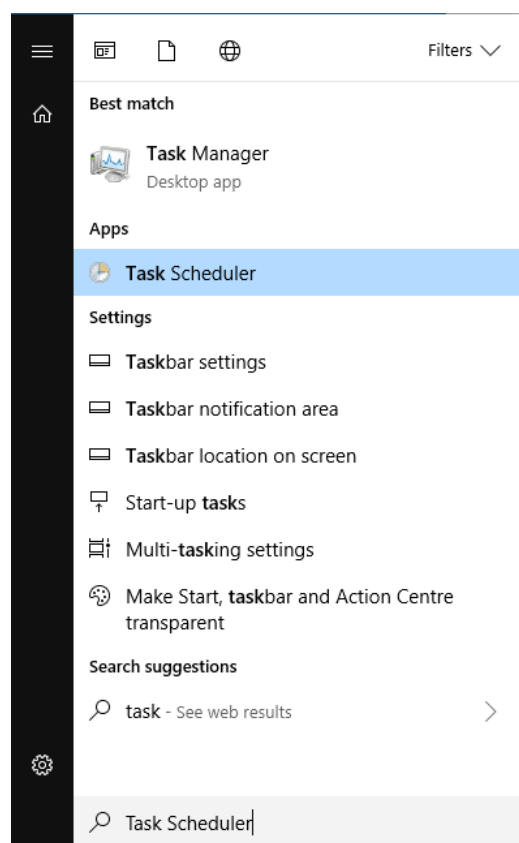 Filters
Best match
Task Manager
Desktop app
Apps
Task Scheduler
Settings
Taskbar settings
Taskbar notification area
Taskbar location on screen
Start-up tasks
Multi-tasking settings
Make Start, taskbar and Action Centre
transparent
Search suggestions
task - See web results
Task Scheduler